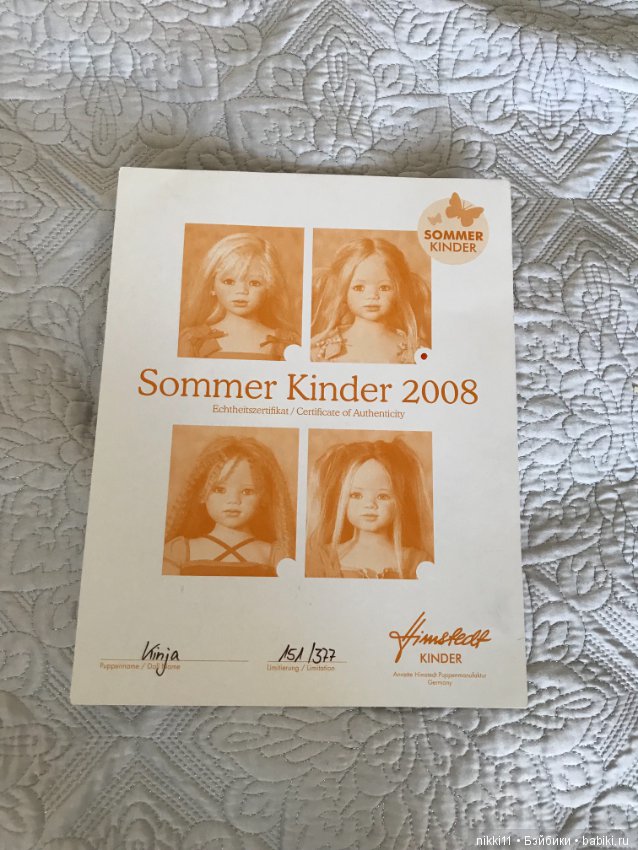 SOMMER
KINDER
Sommer Kinder 2008
Echtheitszertifikat / Certificate of Authenticity
Kinja
Puppenname / Doll Name
151/377
Limitierung / Limitation
Himstedt
KINDER
Annette Himstedt Puppenmanufaktur
Germany
nikki11 • Бэйбики • babiki.ru